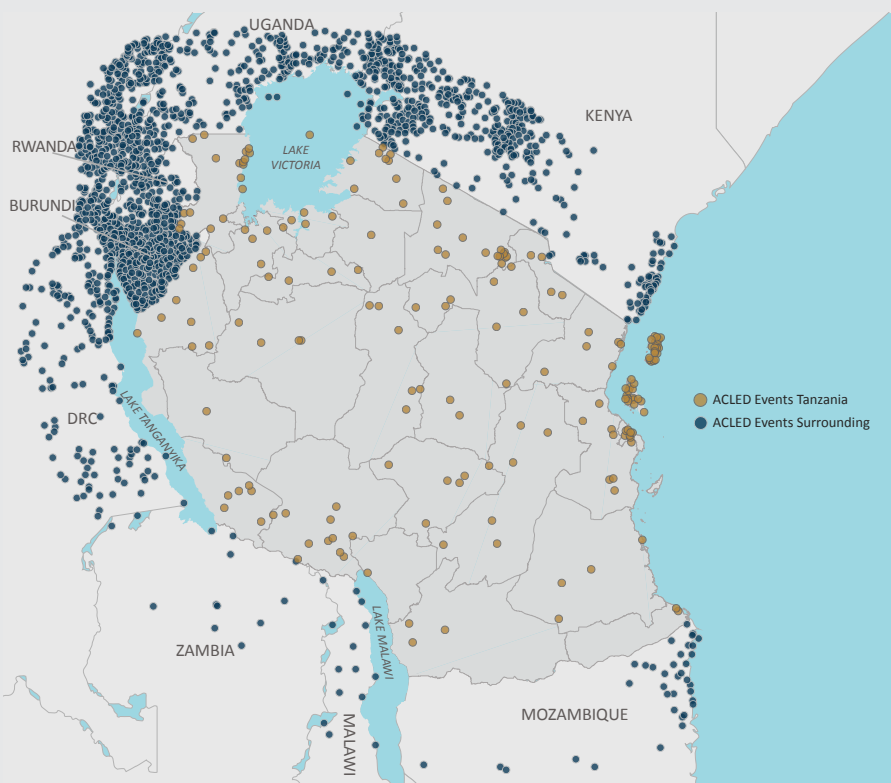 UGANDA
KENYA
RWANDA
LAKE
VICTORIA
BURUNDI
ACLED Events Tanzania
ACLED Events Surrounding
DRC
LAKE TANGANYIKA
LAKE MALAWI
ZAMBIA
MOZAMBIQUE
MALAWI